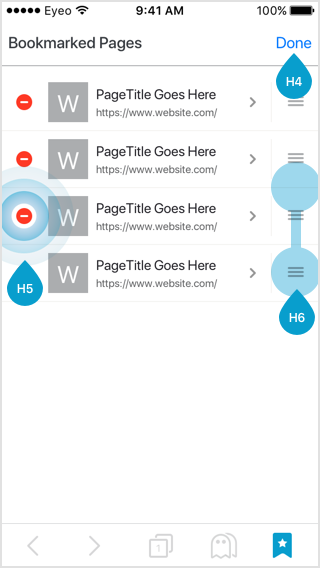 Eyeo 9:41 AM 100%
Bookmarked Pages Done
H4
W PageTitle Goes Here
https://www.website.com/
W PageTitle Goes Here
https://www.website.com/
W PageTitle Goes Here
https://www.website.com/
W PageTitle Goes Here
https://www.website.com/
H5
H6
1